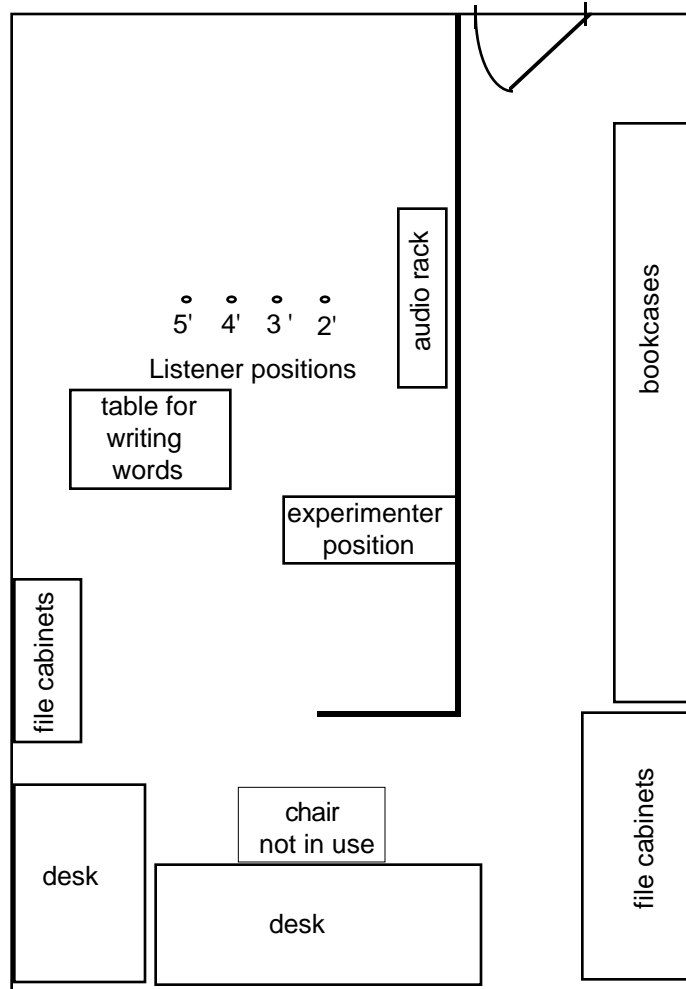 audio rack
bookcases
5' 4' 3 ' 2'
Listener positions
table for
writing
words
experimenter
position
file cabinets
chair
not in use
desk
desk
file cabinets